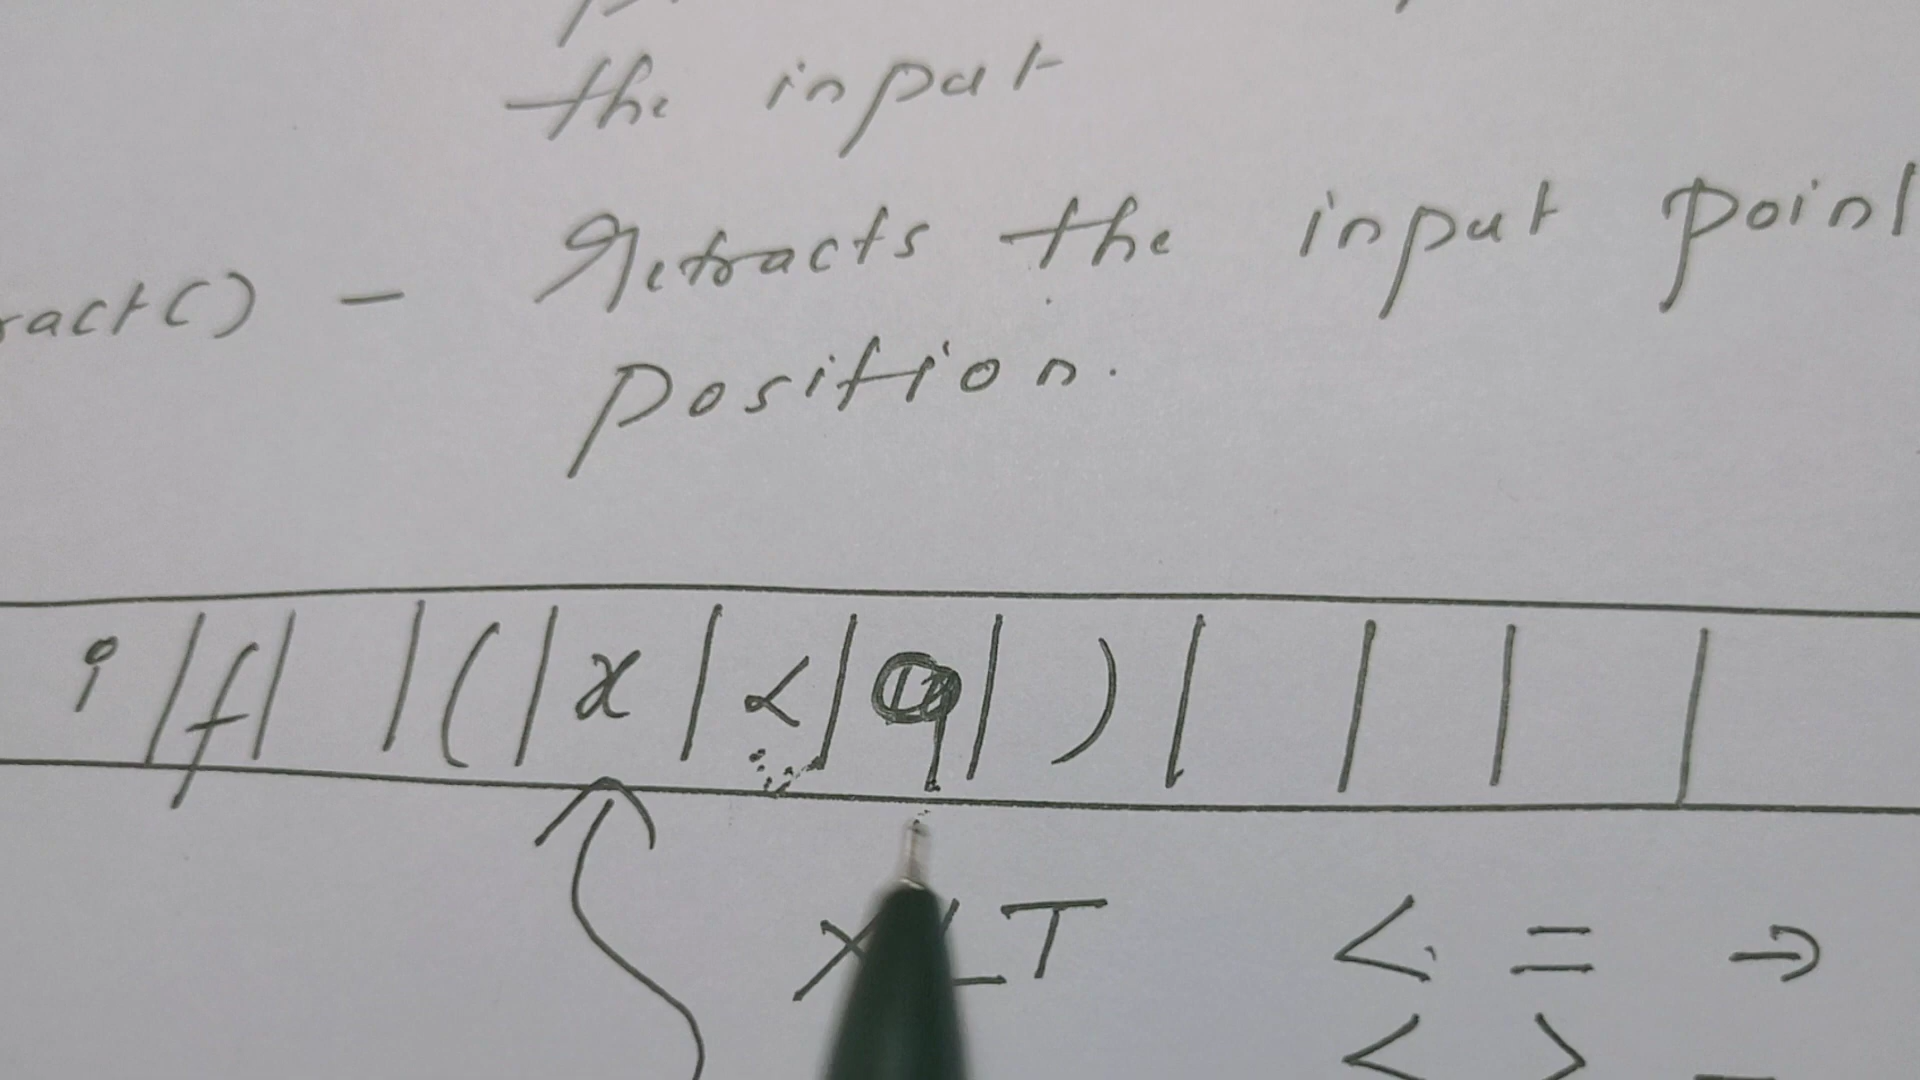 the input
ract() - Retracts the input point
position.
i | f | | ( | x | < | 9 | ) | | | |
LT < = →
< >